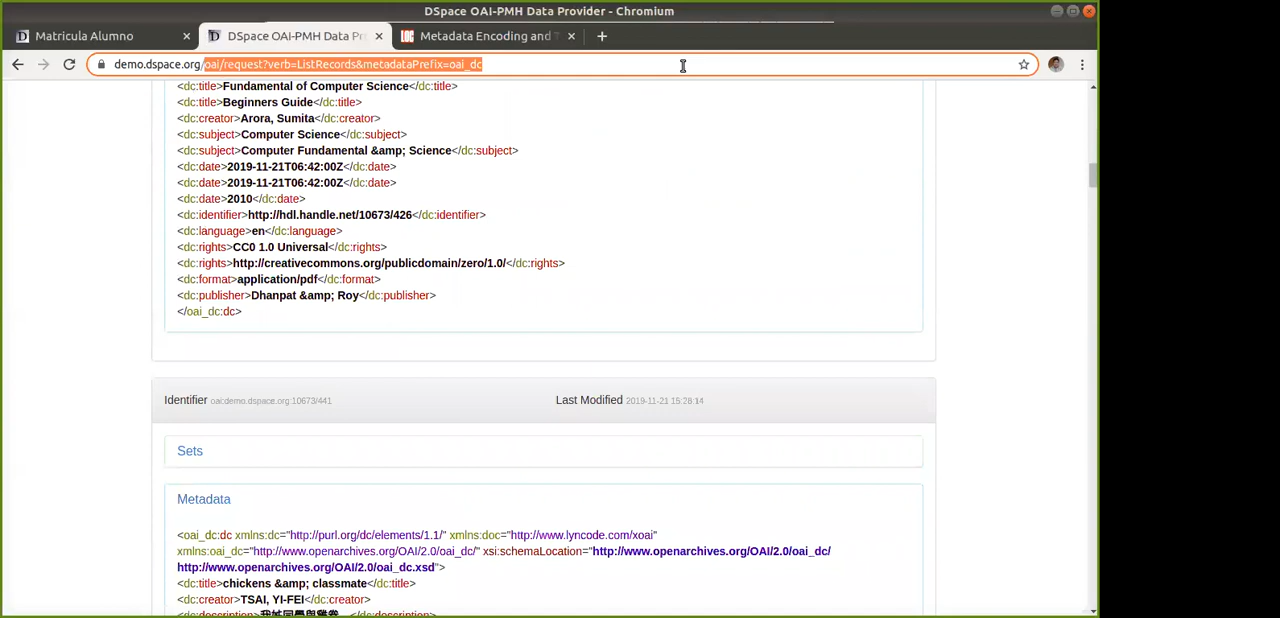 DSpace OAI-PMH Data Provider - Chromium
Matricula Alumno
DSpace OAI-PMH Data Pr
Metadata Encoding and T
demo.dspace.org/oai/request?verb=ListRecords&metadataPrefix=oai_dc
<dc:title>Fundamental of Computer Science</dc:title>
<dc:title>Beginners Guide</dc:title>
<dc:creator>Arora, Sumita</dc:creator>
<dc:subject>Computer Science</dc:subject>
<dc:subject>Computer Fundamental &amp; Science</dc:subject>
<dc:date>2019-11-21T06:42:00Z</dc:date>
<dc:date>2019-11-21T06:42:00Z</dc:date>
<dc:date>2010</dc:date>
<dc:identifier>http://hdl.handle.net/10673/426</dc:identifier>
<dc:language>en</dc:language>
<dc:rights>CC0 1.0 Universal</dc:rights>
<dc:rights>http://creativecommons.org/publicdomain/zero/1.0/</dc:rights>
<dc:format>application/pdf</dc:format>
<dc:publisher>Dhanpat &amp; Roy</dc:publisher>
</oai_dc:dc>
Identifier oai:demo.dspace.org:10673/441 Last Modified 2019-11-21 15:28:14
Sets
Metadata
<oai_dc:dc xmlns:dc="http://purl.org/dc/elements/1.1/" xmlns:doc="http://www.lyncode.com/xoai"
xmlns:oai_dc="http://www.openarchives.org/OAI/2.0/oai_dc/" xsi:schemaLocation="http://www.openarchives.org/OAI/2.0/oai_dc/
http://www.openarchives.org/OAI/2.0/oai_dc.xsd">
<dc:title>chickens &amp; classmate</dc:title>
<dc:creator>TSAI, YI-FEI</dc:creator>